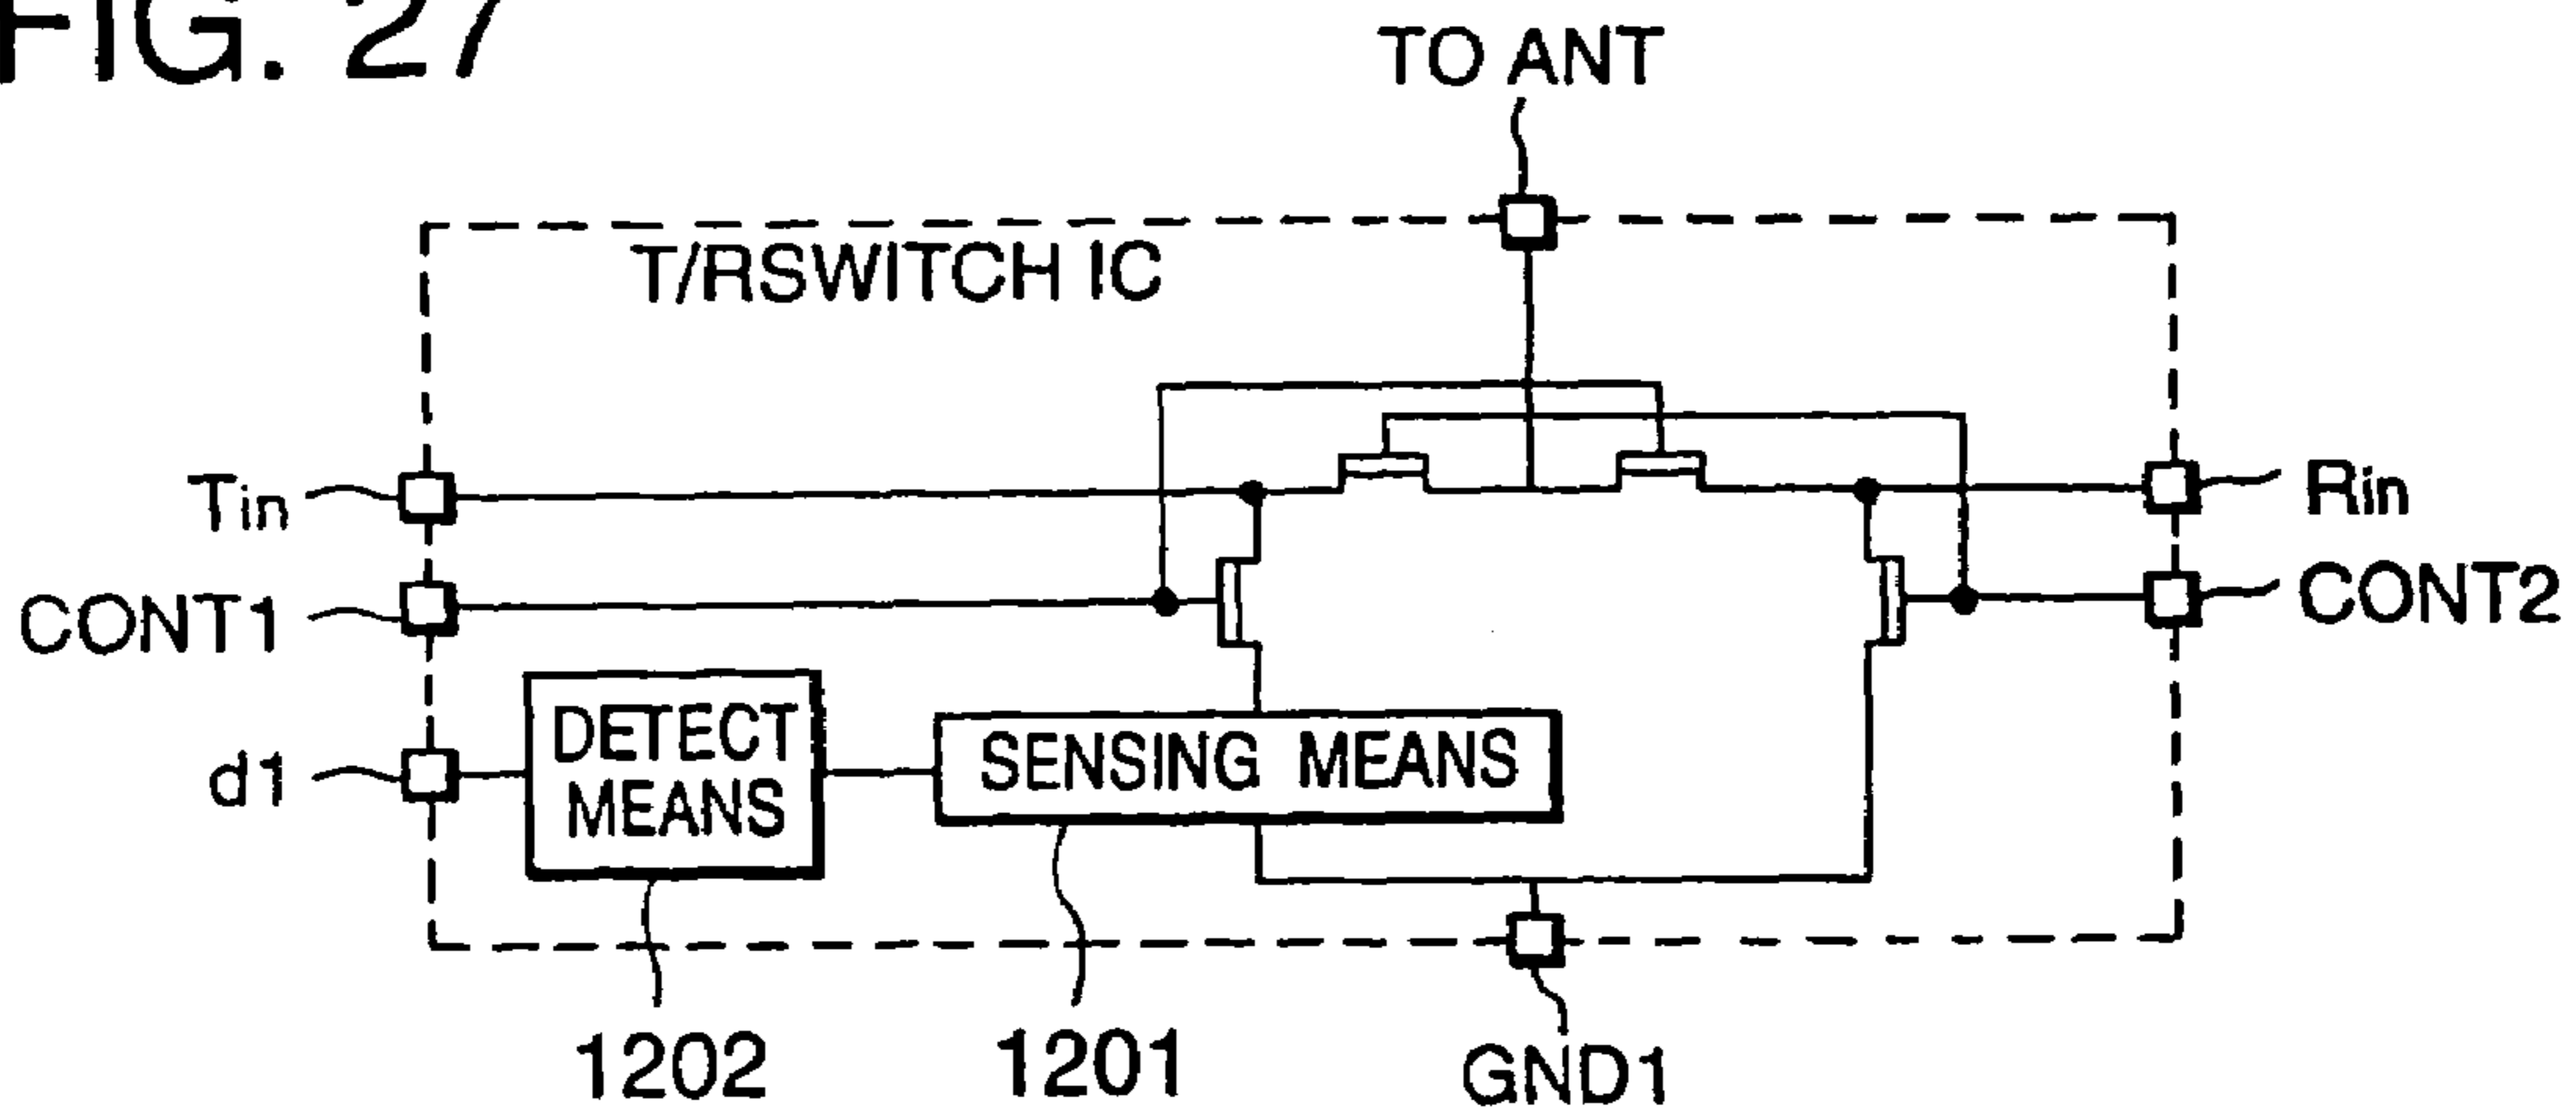 FIG. 27
TO ANT
T/RSWITCH IC
Tin
Rin
CONT1
CONT2
d1
DETECT
MEANS
SENSING MEANS
1202
1201
GND1